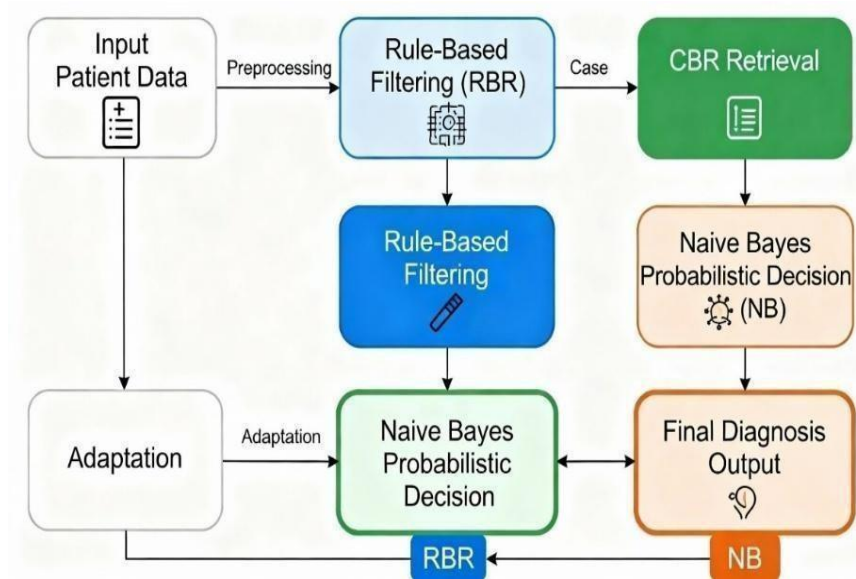 Input
Patient Data
Preprocessing
Rule-Based
Filtering (RBR)
Case
CBR Retrieval
Rule-Based
Filtering
Naive Bayes
Probabilistic Decision
(NB)
Adaptation
Adaptation
Naive Bayes
Probabilistic
Decision
Final Diagnosis
Output
RBR
NB